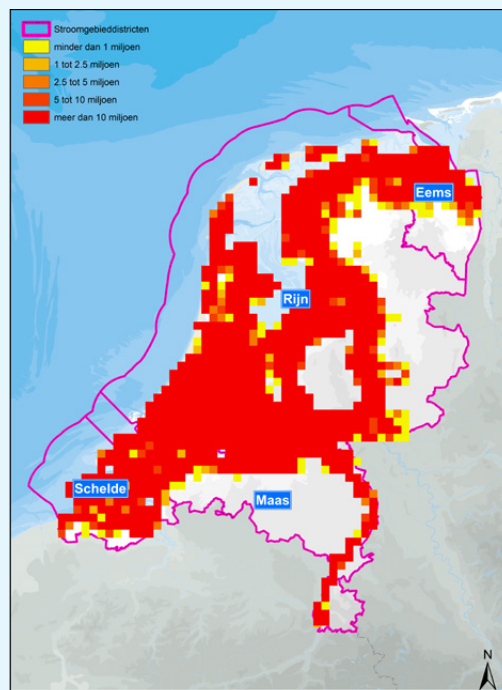 Stroomgebieddistricten
minder dan 1 miljoen
1 tot 2.5 miljoen
2.5 tot 5 miljoen
5 tot 10 miljoen
meer dan 10 miljoen
Eems
Rijn
Schelde
Maas
N